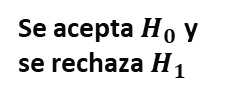 Se acepta H₀ y
se rechaza H₁